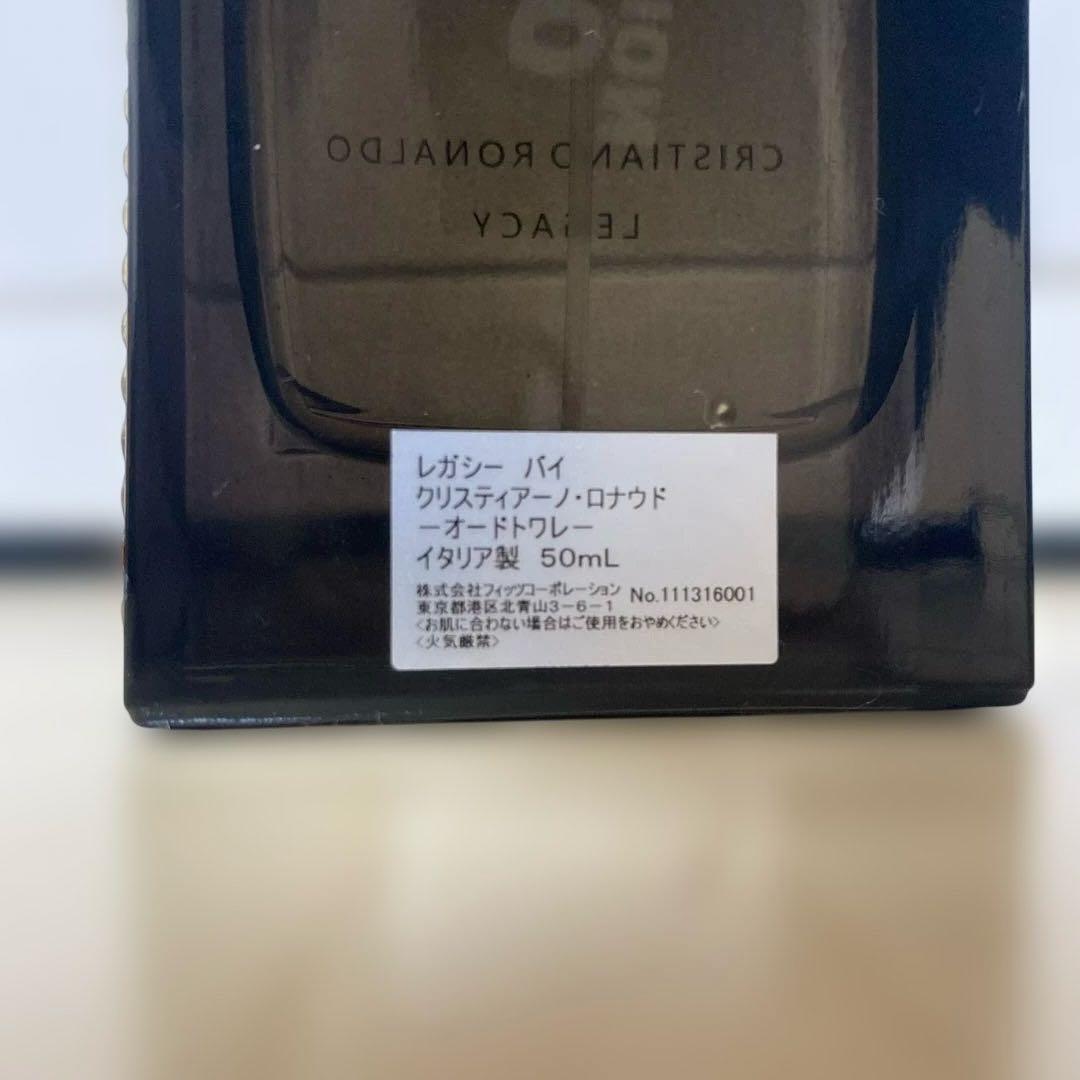 CRISTIANO RONALDO
LEGACY
レガシー バイ
クリスティアーノ・ロナウド
－オードトワレ－
イタリア製 50mL
株式会社フィッツコーポレーション No.111316001
東京都港区北青山3－6－1
<お肌に合わない場合はご使用をおやめください>
<火気厳禁>